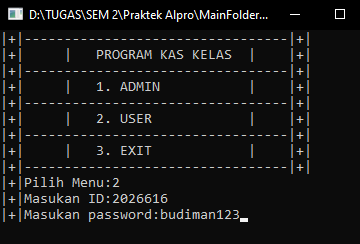 D:\TUGAS\SEM 2\Praktek Alpro\MainFolder...
|+|---------------------------------|+|
|+|     |   PROGRAM KAS KELAS  |    |+|
|+|---------------------------------|+|
|+|     |   1. ADMIN           |    |+|
|+|---------------------------------|+|
|+|     |   2. USER            |    |+|
|+|---------------------------------|+|
|+|     |   3. EXIT            |    |+|
|+|---------------------------------|+|
|+|Pilih Menu:2
|+|Masukan ID:2026616
|+|Masukan password:budiman123